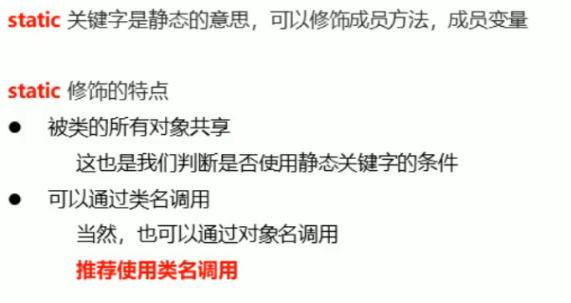 static 关键字是静态的意思，可以修饰成员方法，成员变量
static 修饰的特点
● 被类的所有对象共享
这也是我们判断是否使用静态关键字的条件
● 可以通过类名调用
当然，也可以通过对象名调用
推荐使用类名调用